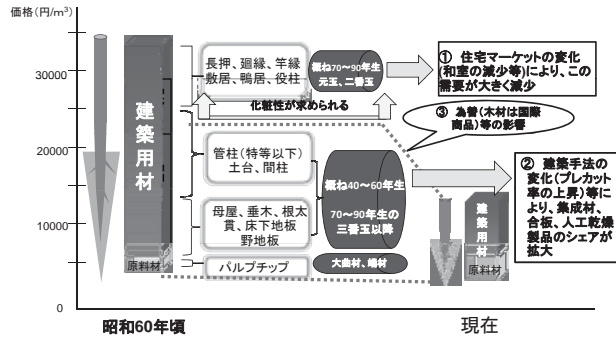 価格(円/m³)
30000
20000
20000
10000
0
建築用材
原料材
長押、廻縁、竿縁
敷居、鴨居、役柱
概ね70～90年生
元玉、二番玉
化粧性が求められる
管柱(特等以下)
土台、間柱
母屋、垂木、根太
貫、床下地板
野地板
パルプチップ
概ね40～60年生
70～90年生の
三番玉以降
大曲材、端材
① 住宅マーケットの変化
(和室の減少等)により、この
需要が大きく減少
③ 為替(木材は国際
商品)等の影響
② 建築手法の
変化(プレカット
率の上昇)等に
より、集成材、
合板、人工乾燥
製品のシェアが
拡大
建築用材
原料材
昭和60年頃
現在